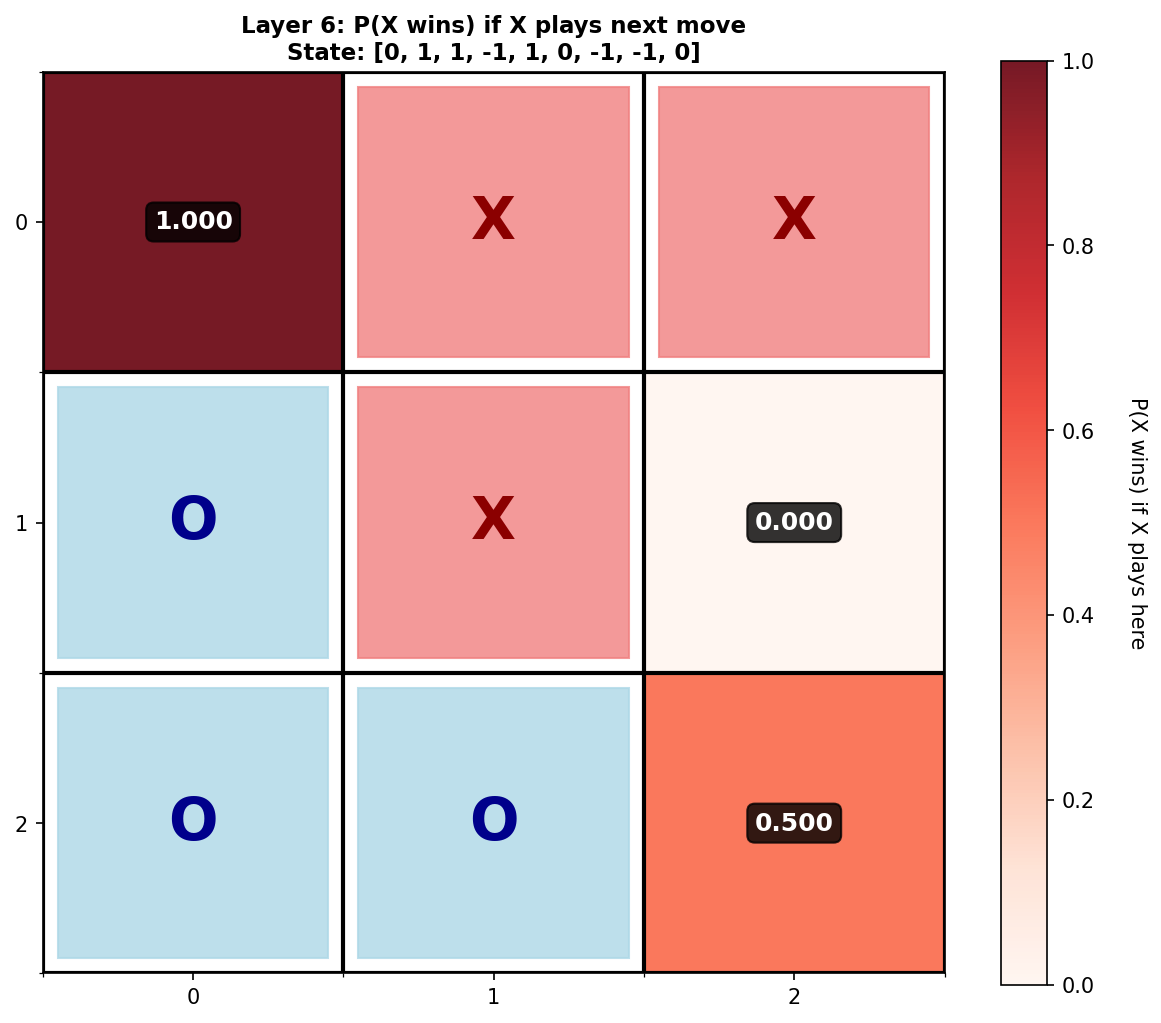 Layer 6: P(X wins) if X plays next move
State: [0, 1, 1, -1, 1, 0, -1, -1, 0]
0
1.000
X
X
1
O
X
0.000
2
O
O
0.500
0
1
2
1.0
0.8
0.6
0.4
0.2
0.0
P(X wins) if X plays here